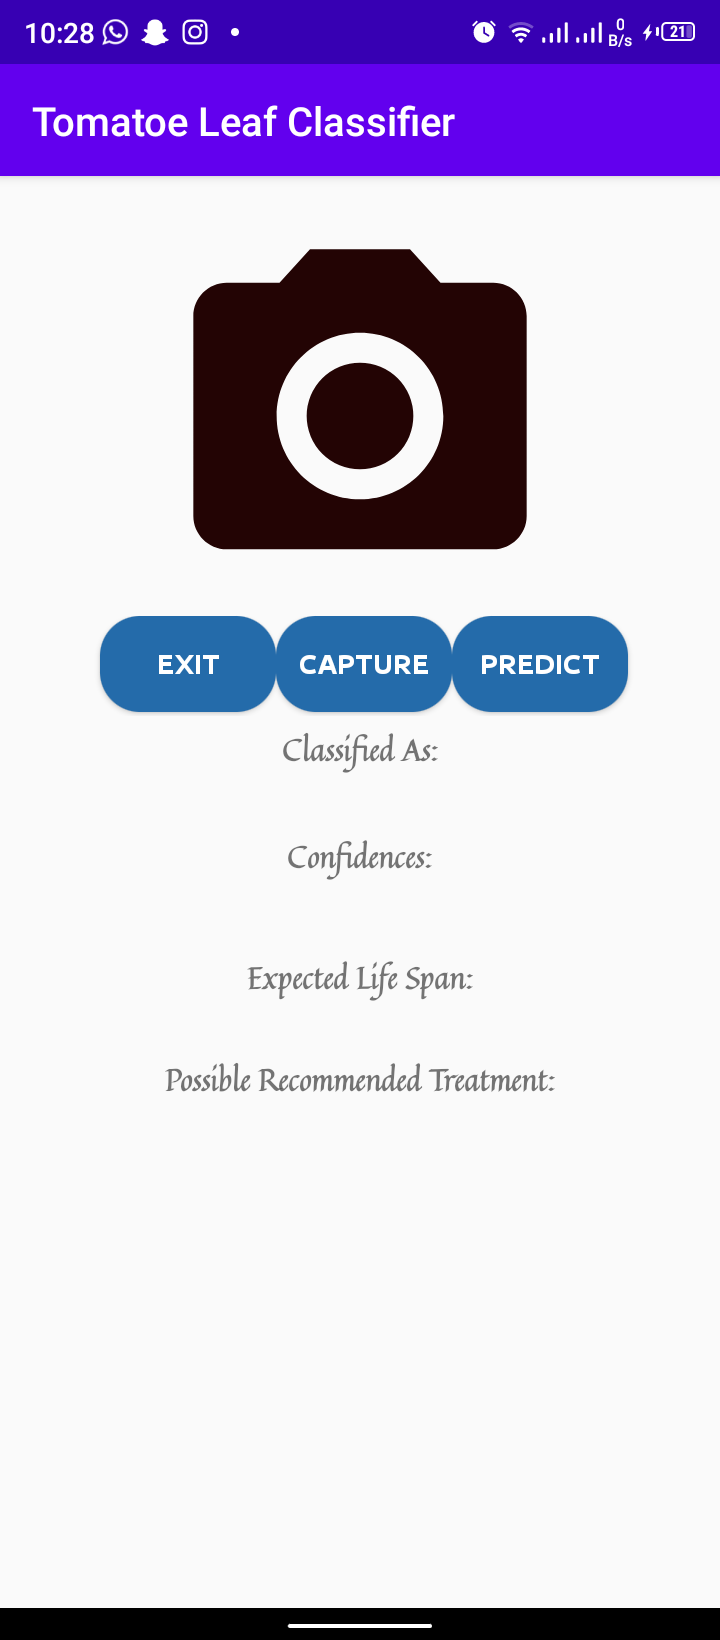 10:28 0 B/s 21
Tomatoe Leaf Classifier
EXIT CAPTURE PREDICT
Classified As:
Confidences:
Expected Life Span:
Possible Recommended Treatment: